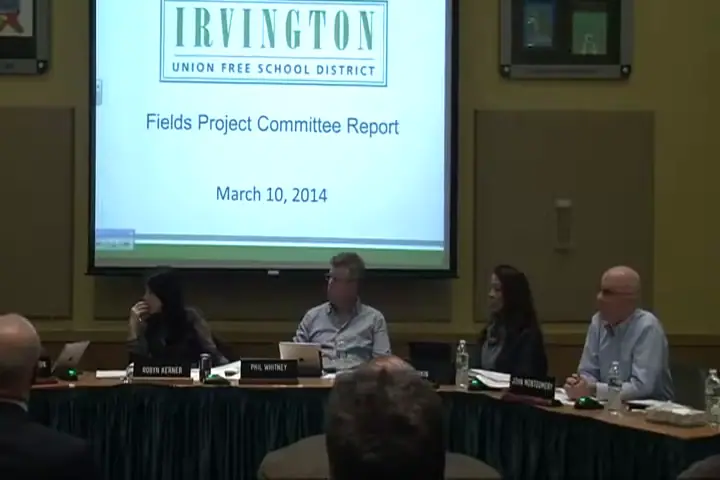 IRVINGTON
UNION FREE SCHOOL DISTRICT
Fields Project Committee Report
March 10, 2014
ROBYN KERNER
PHIL WHITNEY
JOHN MONTGOMERY